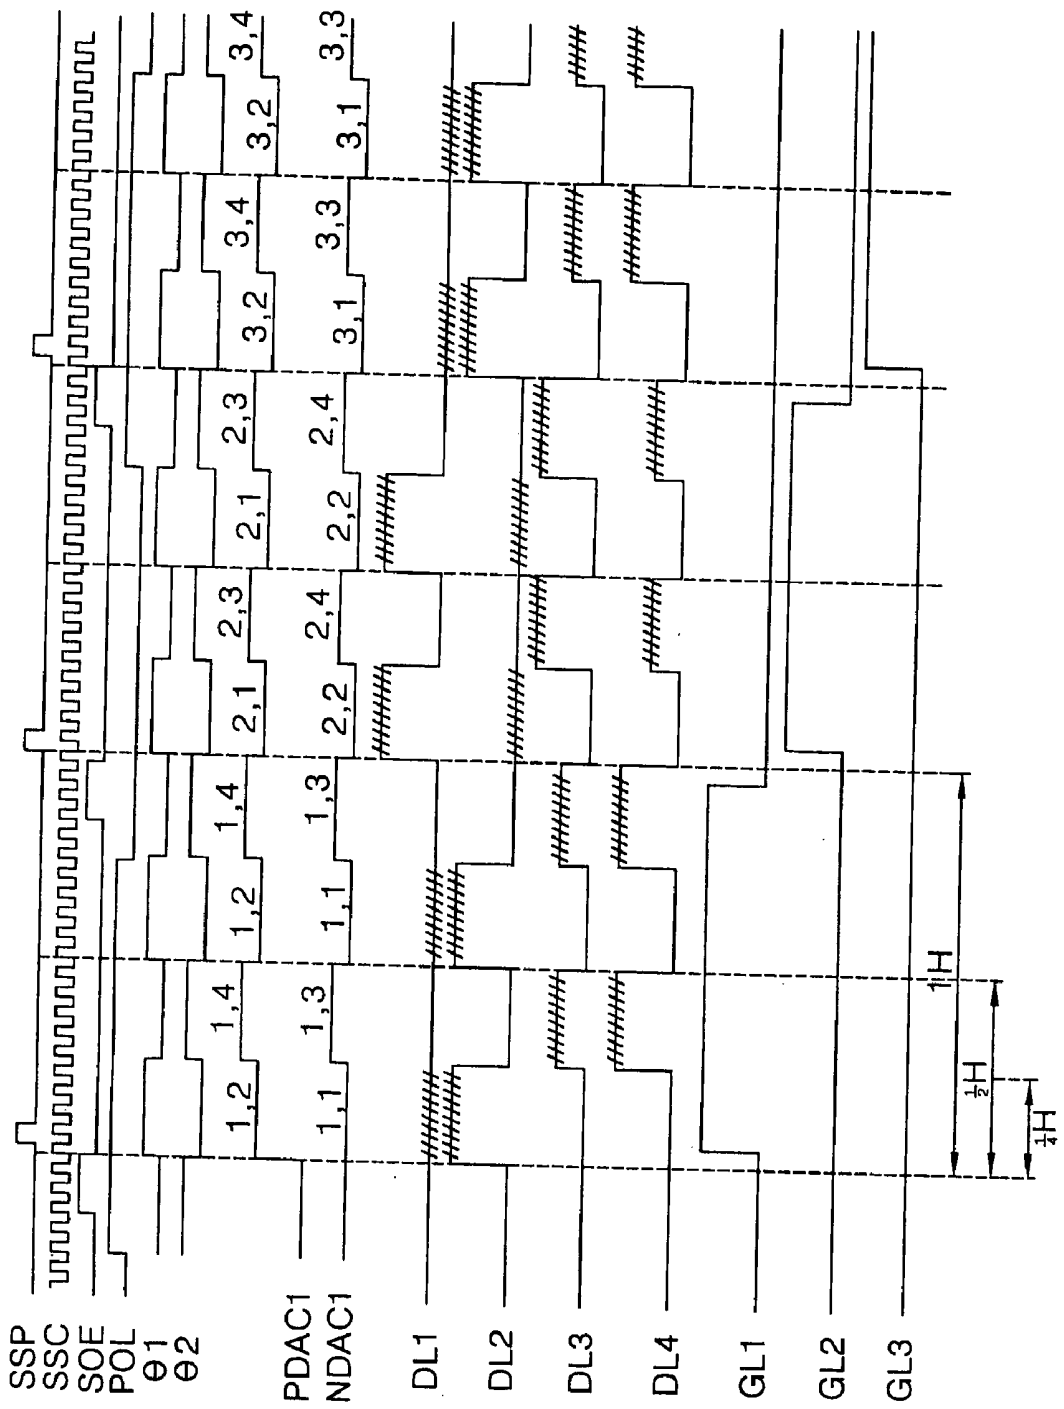 SSP
SSC
SOE
POL
Θ1
Θ2
PDAC1 1,2 1,4 1,2 1,4 2,1 2,3 2,1 2,3 3,2 3,4 3,2 3,4
NDAC1 1,1 1,3 1,1 1,3 2,2 2,4 2,2 2,4 3,1 3,3 3,1 3,3
DL1
DL2
DL3
DL4
GL1
GL2
GL3
1H
½H
¼H